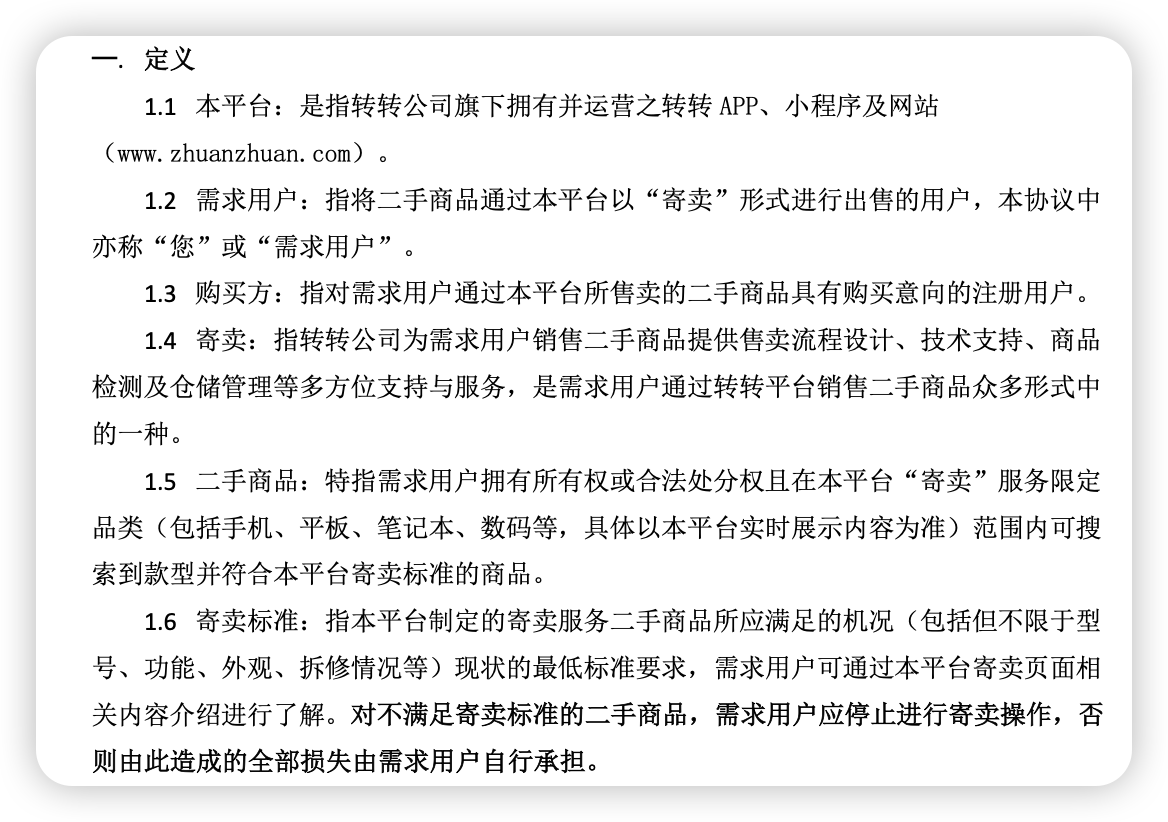 一. 定义
1.1 本平台：是指转转公司旗下拥有并运营之转转 APP、小程序及网站
（www.zhuanzhuan.com）。
1.2 需求用户：指将二手商品通过本平台以“寄卖”形式进行出售的用户，本协议中
亦称“您”或“需求用户”。
1.3 购买方：指对需求用户通过本平台所售卖的二手商品具有购买意向的注册用户。
1.4 寄卖：指转转公司为需求用户销售二手商品提供售卖流程设计、技术支持、商品
检测及仓储管理等多方位支持与服务，是需求用户通过转转平台销售二手商品众多形式中
的一种。
1.5 二手商品：特指需求用户拥有所有权或合法处分权且在本平台“寄卖”服务限定
品类（包括手机、平板、笔记本、数码等，具体以本平台实时展示内容为准）范围内可搜
索到款型并符合本平台寄卖标准的商品。
1.6 寄卖标准：指本平台制定的寄卖服务二手商品所应满足的机况（包括但不限于型
号、功能、外观、拆修情况等）现状的最低标准要求，需求用户可通过本平台寄卖页面相
关内容介绍进行了解。对不满足寄卖标准的二手商品，需求用户应停止进行寄卖操作，否
则由此造成的全部损失由需求用户自行承担。